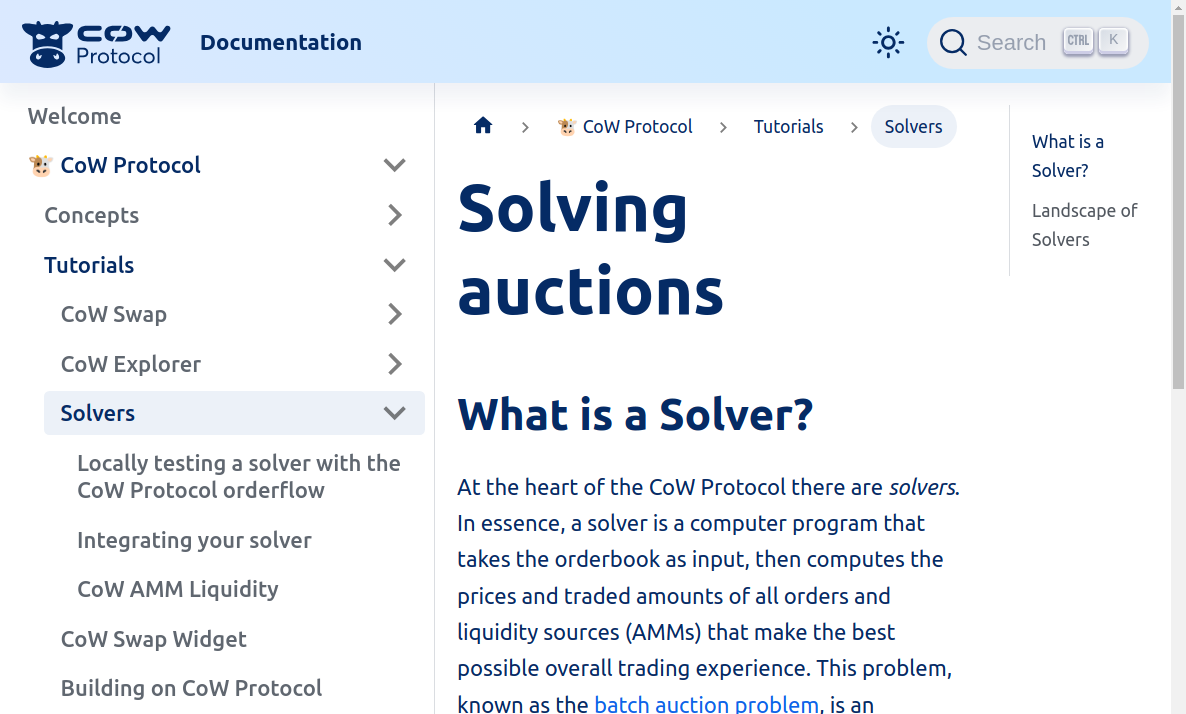 COW
Protocol
Documentation
Search
CTRL
K
Welcome
CoW Protocol
Concepts
Tutorials
CoW Swap
CoW Explorer
Solvers
Locally testing a solver with the
CoW Protocol orderflow
Integrating your solver
CoW AMM Liquidity
CoW Swap Widget
Building on CoW Protocol
CoW Protocol
Tutorials
Solvers
Solving
auctions
What is a Solver?
At the heart of the CoW Protocol there are solvers.
In essence, a solver is a computer program that
takes the orderbook as input, then computes the
prices and traded amounts of all orders and
liquidity sources (AMMs) that make the best
possible overall trading experience. This problem,
known as the batch auction problem, is an
What is a
Solver?
Landscape of
Solvers